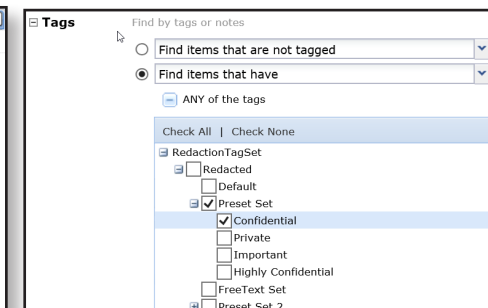 Tags Find by tags or notes
Find items that are not tagged
Find items that have
ANY of the tags
Check All | Check None
RedactionTagSet
Redacted
Default
Preset Set
Confidential
Private
Important
Highly Confidential
FreeText Set
Preset Set 2